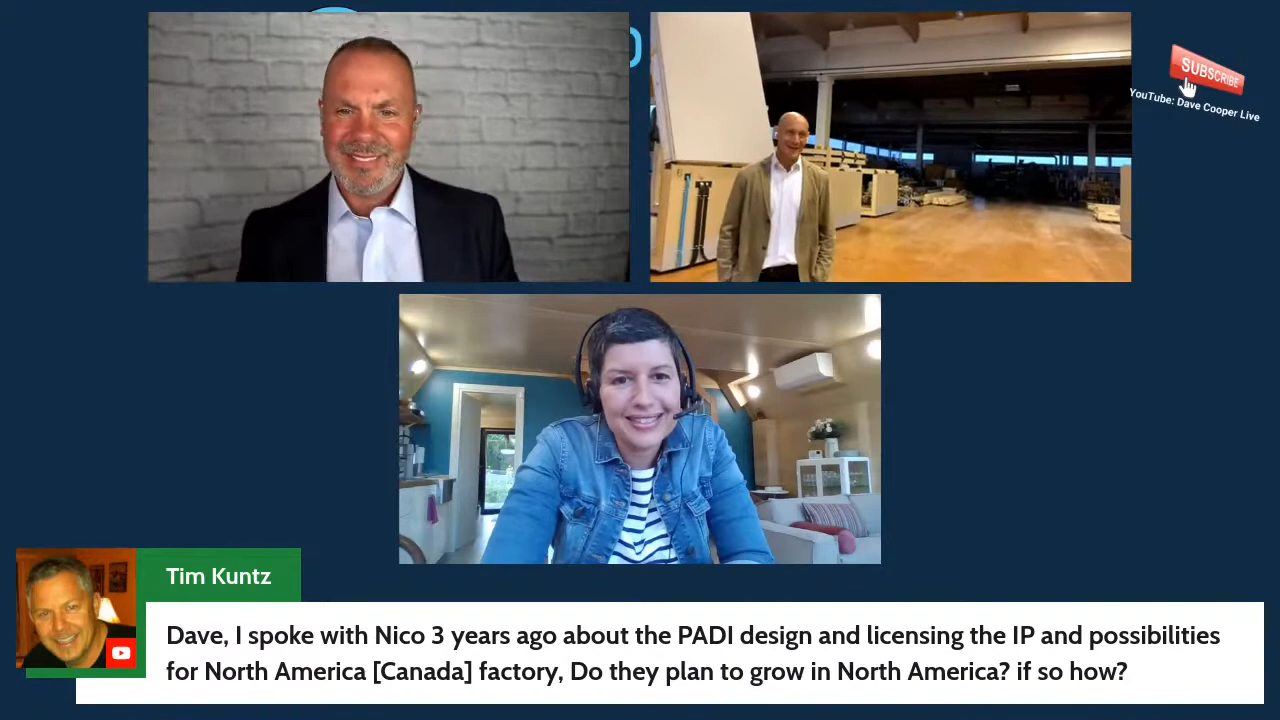 SUBSCRIBE
YouTube: Dave Cooper Live
Tim Kuntz
Dave, I spoke with Nico 3 years ago about the PADI design and licensing the IP and possibilities
for North America [Canada] factory, Do they plan to grow in North America? if so how?